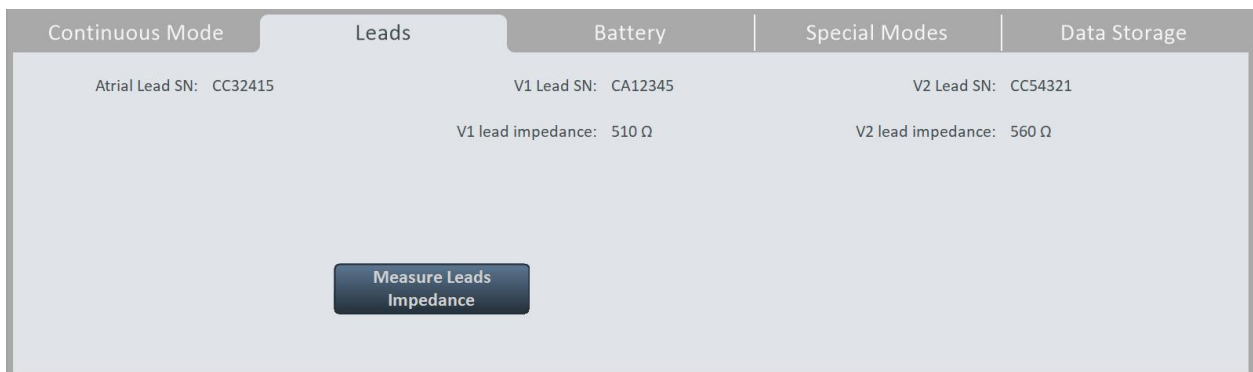 Continuous Mode Leads Battery Special Modes Data Storage
Atrial Lead SN: CC32415 V1 Lead SN: CA12345 V2 Lead SN: CC54321
V1 lead impedance: 510 Ω V2 lead impedance: 560 Ω
Measure Leads
Impedance